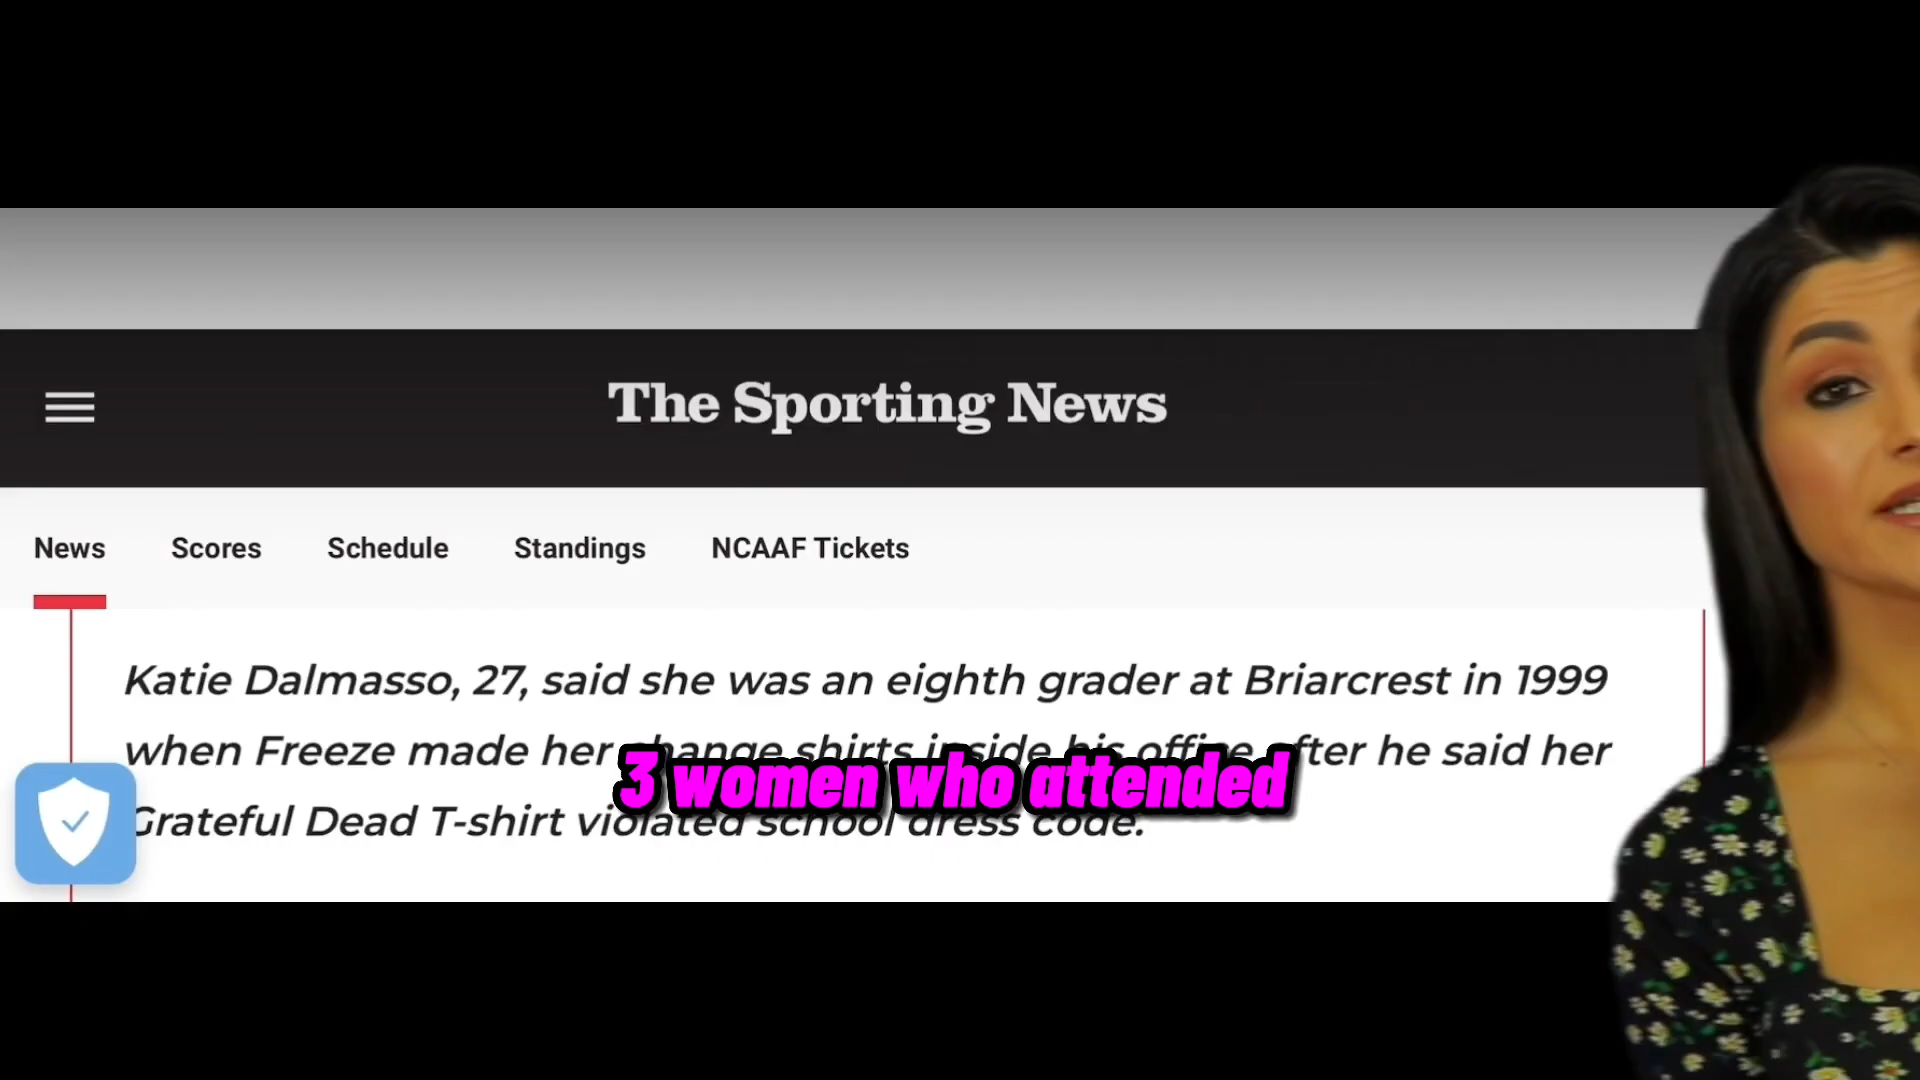 The Sporting News
News Scores Schedule Standings NCAAF Tickets
Katie Dalmasso, 27, said she was an eighth grader at Briarcrest in 1999
when Freeze made her change shirts inside his office after he said her
3 women who attended
Grateful Dead T-shirt violated school dress code.